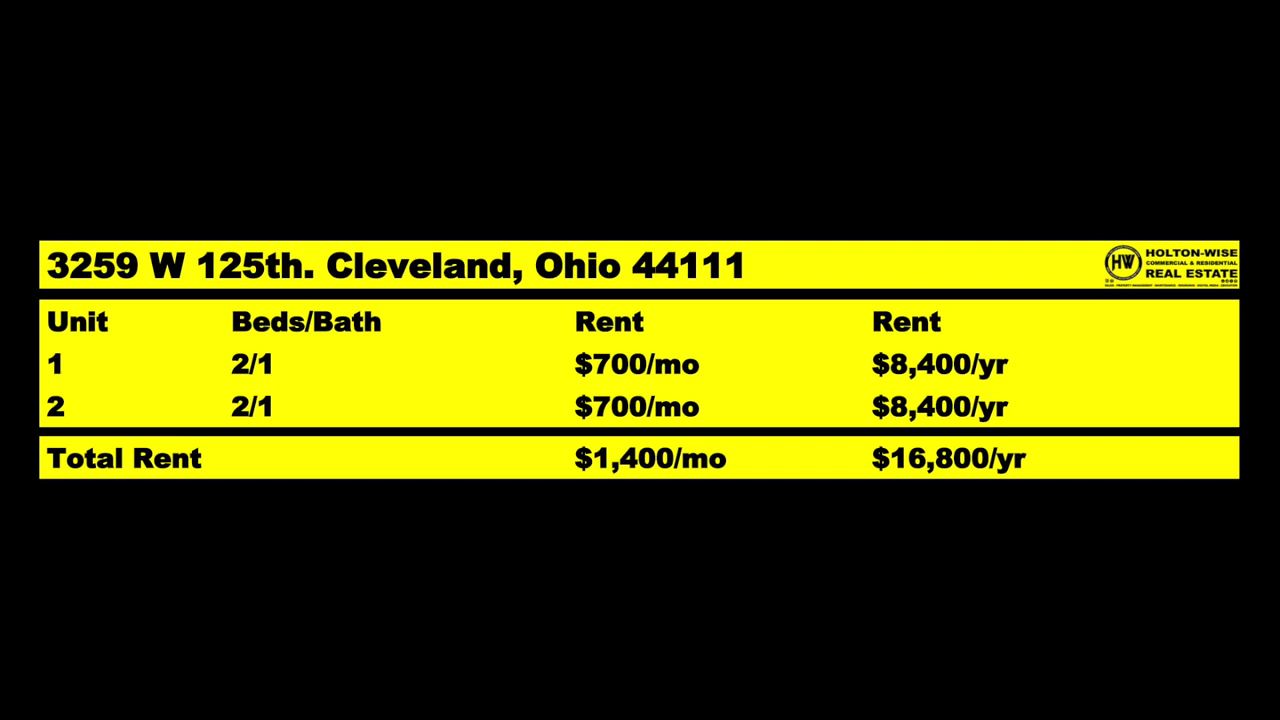 3259 W 125th. Cleveland, Ohio 44111
HW
HOLTON-WISE
COMMERCIAL & RESIDENTIAL
REAL ESTATE
Unit Beds/Bath Rent Rent
1 2/1 $700/mo $8,400/yr
2 2/1 $700/mo $8,400/yr
Total Rent $1,400/mo $16,800/yr